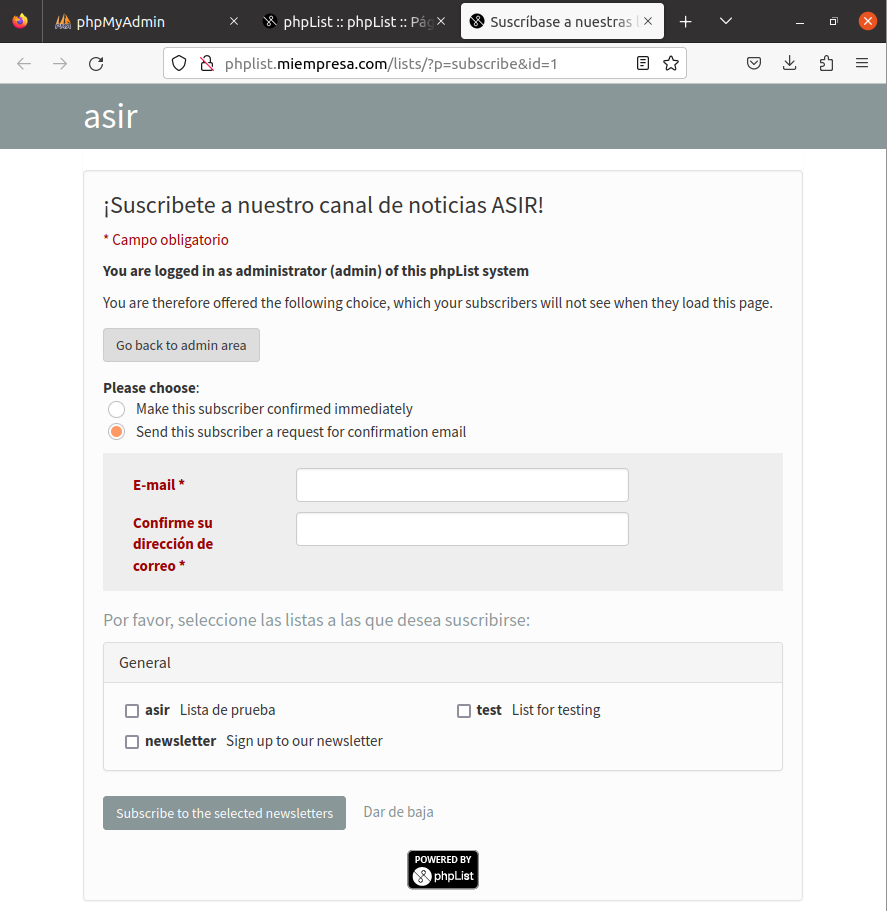 phpMyAdmin
phpList :: phpList :: Pág
Suscríbase a nuestras l
phplist.miempresa.com/lists/?p=subscribe&id=1
asir
¡Suscribete a nuestro canal de noticias ASIR!
* Campo obligatorio
You are logged in as administrator (admin) of this phpList system
You are therefore offered the following choice, which your subscribers will not see when they load this page.
Go back to admin area
Please choose:
Make this subscriber confirmed immediately
Send this subscriber a request for confirmation email
E-mail *
Confirme su
dirección de
correo *
Por favor, seleccione las listas a las que desea suscribirse:
General
asir Lista de prueba
test List for testing
newsletter Sign up to our newsletter
Subscribe to the selected newsletters
Dar de baja
POWERED BY
phpList